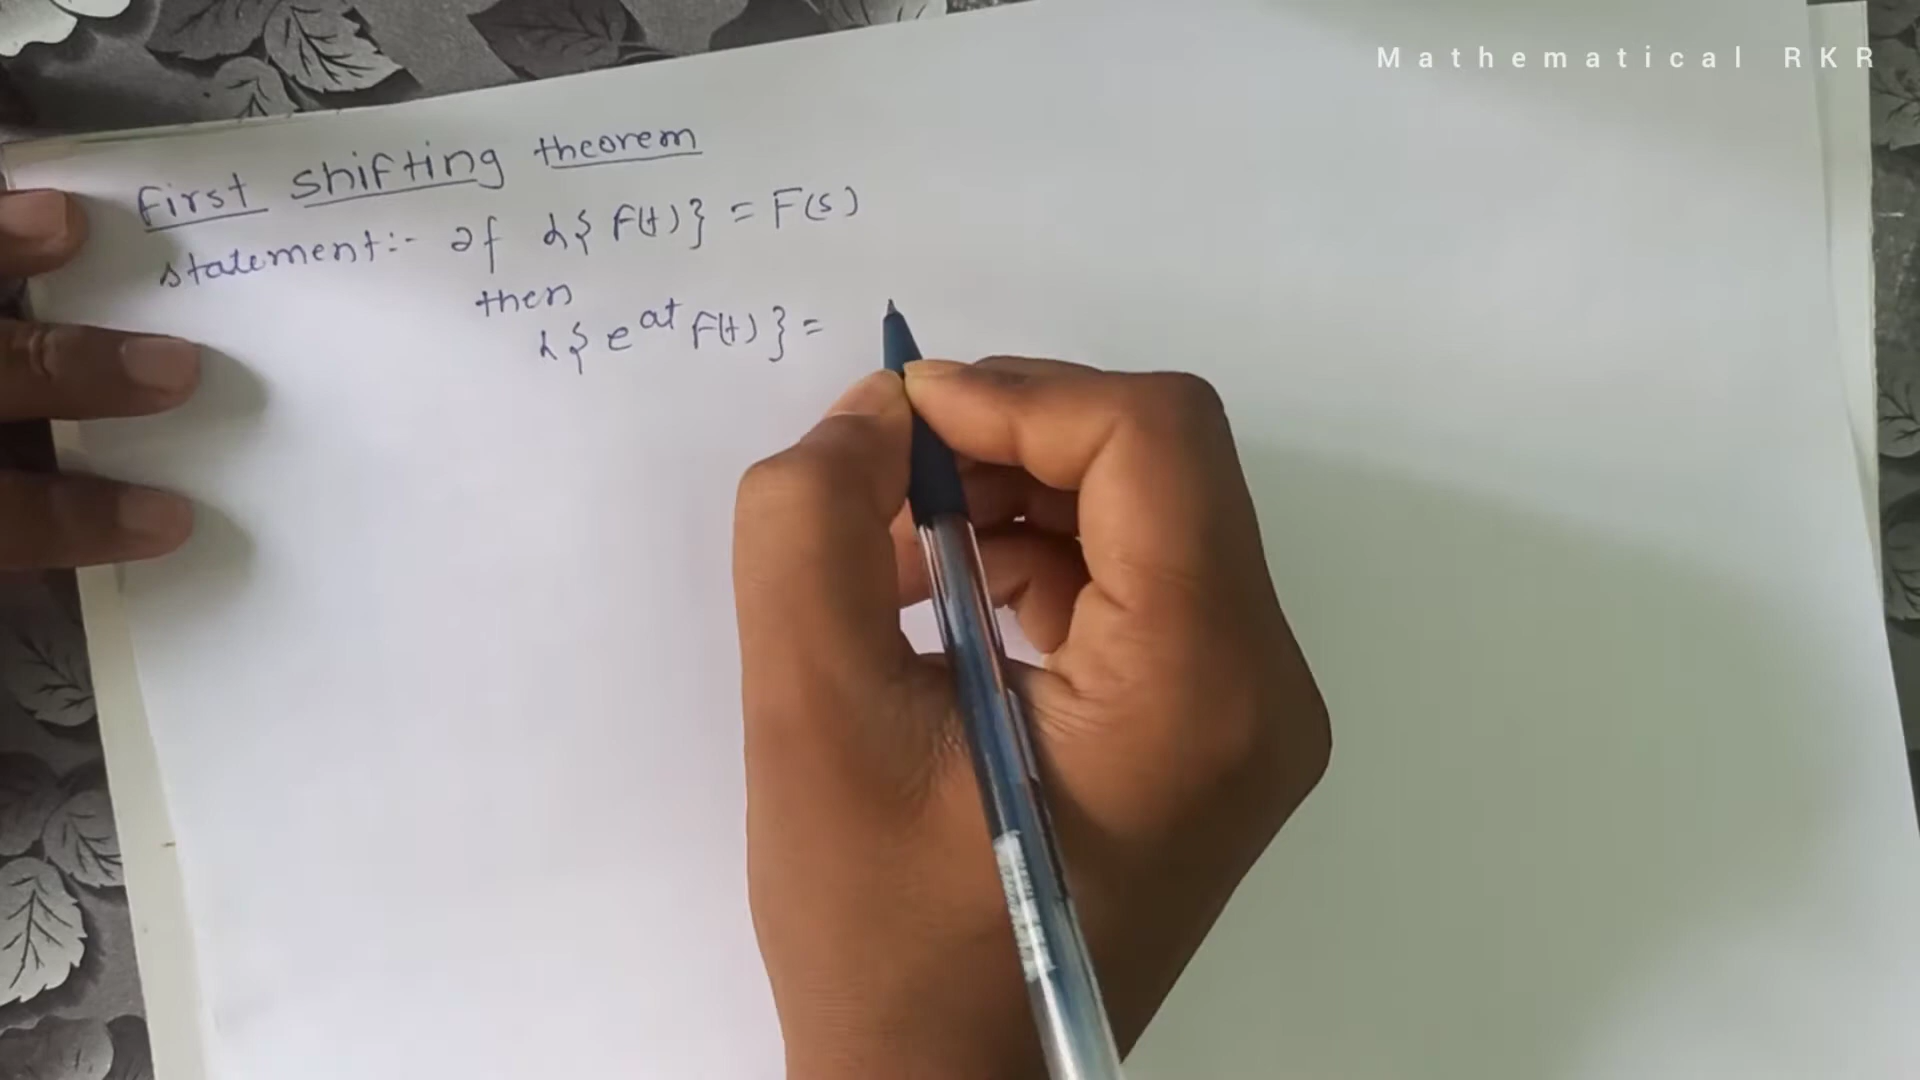 Mathematical RKR
First shifting theorem
statement:- If L{F(t)} = F(s)
then
L{e^at F(t)} =